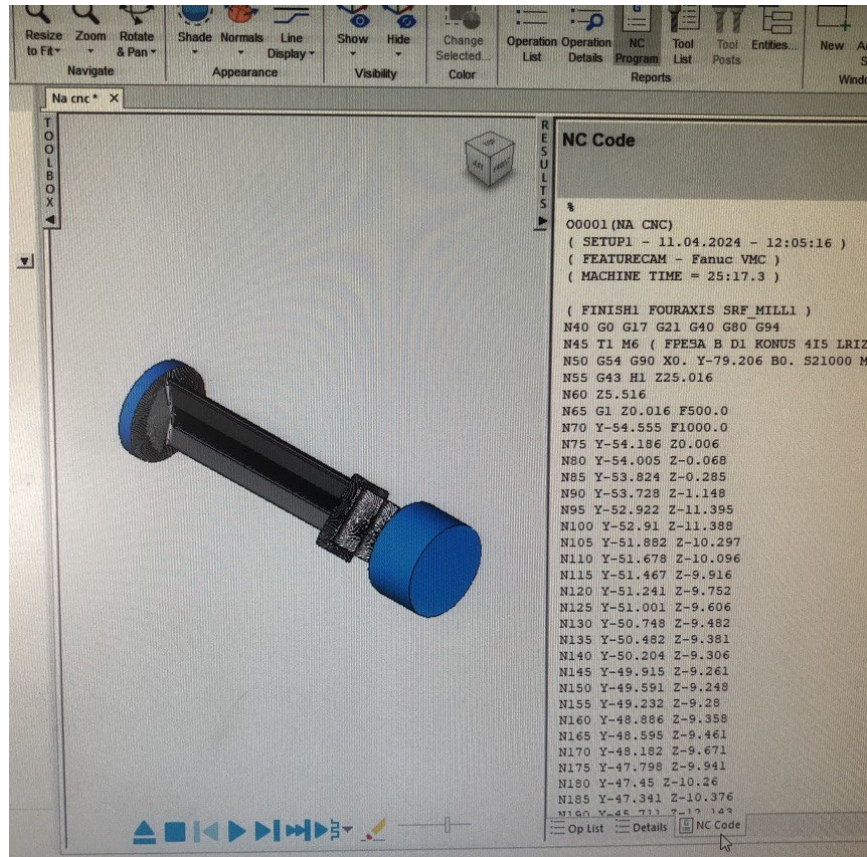 Resize
to Fit
Zoom
Rotate
& Pan
Navigate
Shade
Normals
Line
Display
Appearance
Show
Hide
Visibility
Change
Selected...
Color
Operation
List
Operation
Details
NC
Program
Tool
List
Tool
Posts
Entities...
Reports
New
Na cnc*
TOOLBOX
RESULTS
NC Code
%
O0001(NA CNC)
( SETUP1 - 11.04.2024 - 12:05:16 )
( FEATURECAM - Fanuc VMC )
( MACHINE TIME = 25:17.3 )
( FINISH1 FOURAXIS SRF_MILL1 )
N40 G0 G17 G21 G40 G80 G94
N45 T1 M6 ( FPE3A B D1 KONUS 4I5 LRIZ
N50 G54 G90 X0. Y-79.206 B0. S21000 M
N55 G43 H1 Z25.016
N60 Z5.516
N65 G1 Z0.016 F500.0
N70 Y-54.555 F1000.0
N75 Y-54.186 Z0.006
N80 Y-54.005 Z-0.068
N85 Y-53.824 Z-0.285
N90 Y-53.728 Z-1.148
N95 Y-52.922 Z-11.395
N100 Y-52.91 Z-11.388
N105 Y-51.882 Z-10.297
N110 Y-51.678 Z-10.096
N115 Y-51.467 Z-9.916
N120 Y-51.241 Z-9.752
N125 Y-51.001 Z-9.606
N130 Y-50.748 Z-9.482
N135 Y-50.482 Z-9.381
N140 Y-50.204 Z-9.306
N145 Y-49.915 Z-9.261
N150 Y-49.591 Z-9.248
N155 Y-49.232 Z-9.28
N160 Y-48.886 Z-9.358
N165 Y-48.595 Z-9.461
N170 Y-48.182 Z-9.671
N175 Y-47.798 Z-9.941
N180 Y-47.45 Z-10.26
N185 Y-47.341 Z-10.376
Op List
Details
NC Code